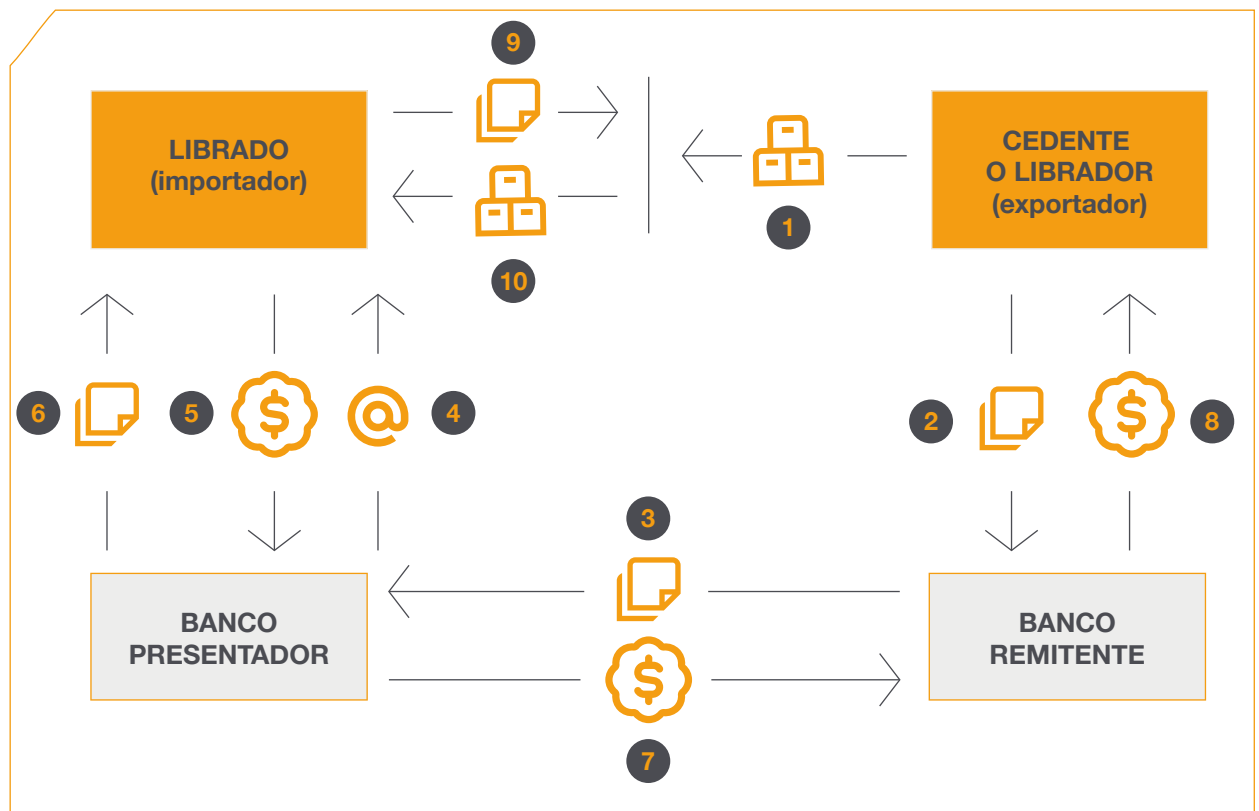 9
LIBRADO
(importador)
CEDENTE
O LIBRADOR
(exportador)
1
10
6
$
5
@
4
2
$
8
3
BANCO
PRESENTADOR
BANCO
REMITENTE
$
7